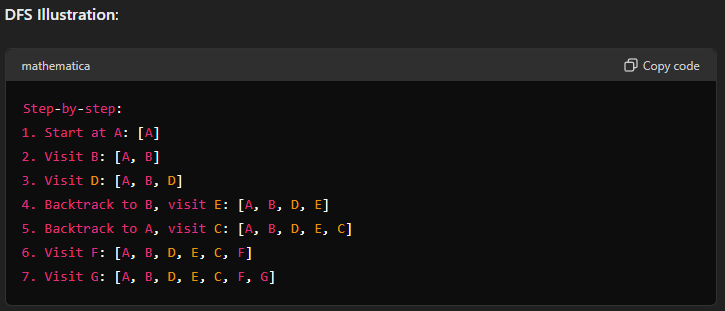 DFS Illustration:
mathematica
Copy code
Step-by-step:
1. Start at A: [A]
2. Visit B: [A, B]
3. Visit D: [A, B, D]
4. Backtrack to B, visit E: [A, B, D, E]
5. Backtrack to A, visit C: [A, B, D, E, C]
6. Visit F: [A, B, D, E, C, F]
7. Visit G: [A, B, D, E, C, F, G]